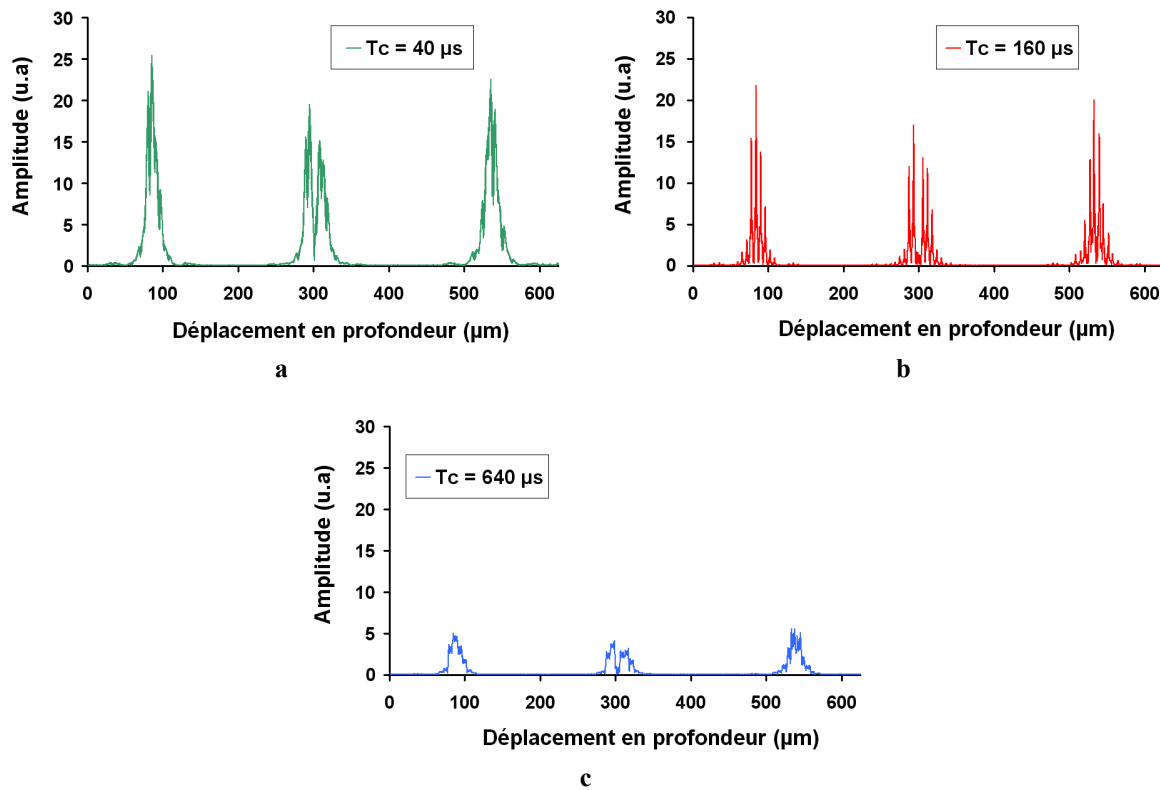 Tc = 40 µs
Amplitude (u.a)
30
25
20
15
10
5
0
0 100 200 300 400 500 600
Déplacement en profondeur (µm)
a
Tc = 160 µs
Amplitude (u.a)
30
25
20
15
10
5
0
0 100 200 300 400 500 600
Déplacement en profondeur (µm)
b
Tc = 640 µs
Amplitude (u.a)
30
25
20
15
10
5
0
0 100 200 300 400 500 600
Déplacement en profondeur (µm)
c